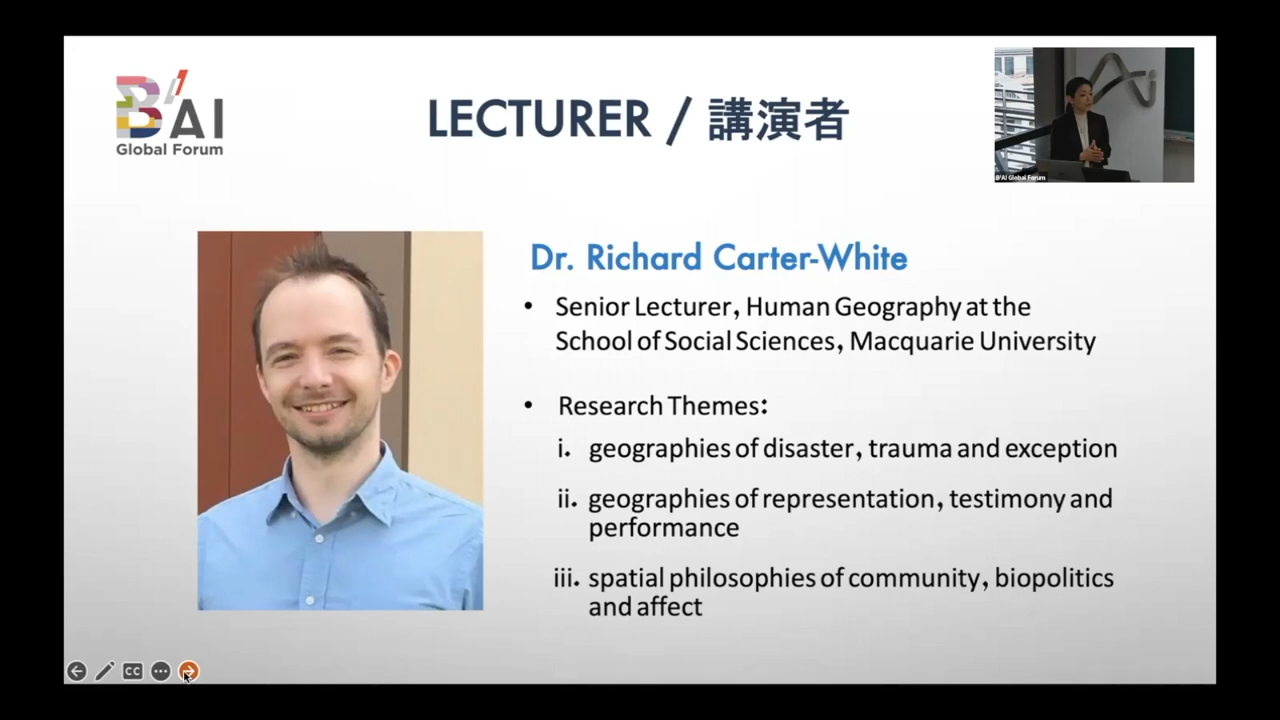 B'AI
Global Forum
LECTURER / 講演者
B'AI Global Forum
Dr. Richard Carter-White
• Senior Lecturer, Human Geography at the
School of Social Sciences, Macquarie University
• Research Themes:
i. geographies of disaster, trauma and exception
ii. geographies of representation, testimony and
performance
iii. spatial philosophies of community, biopolitics
and affect
CC